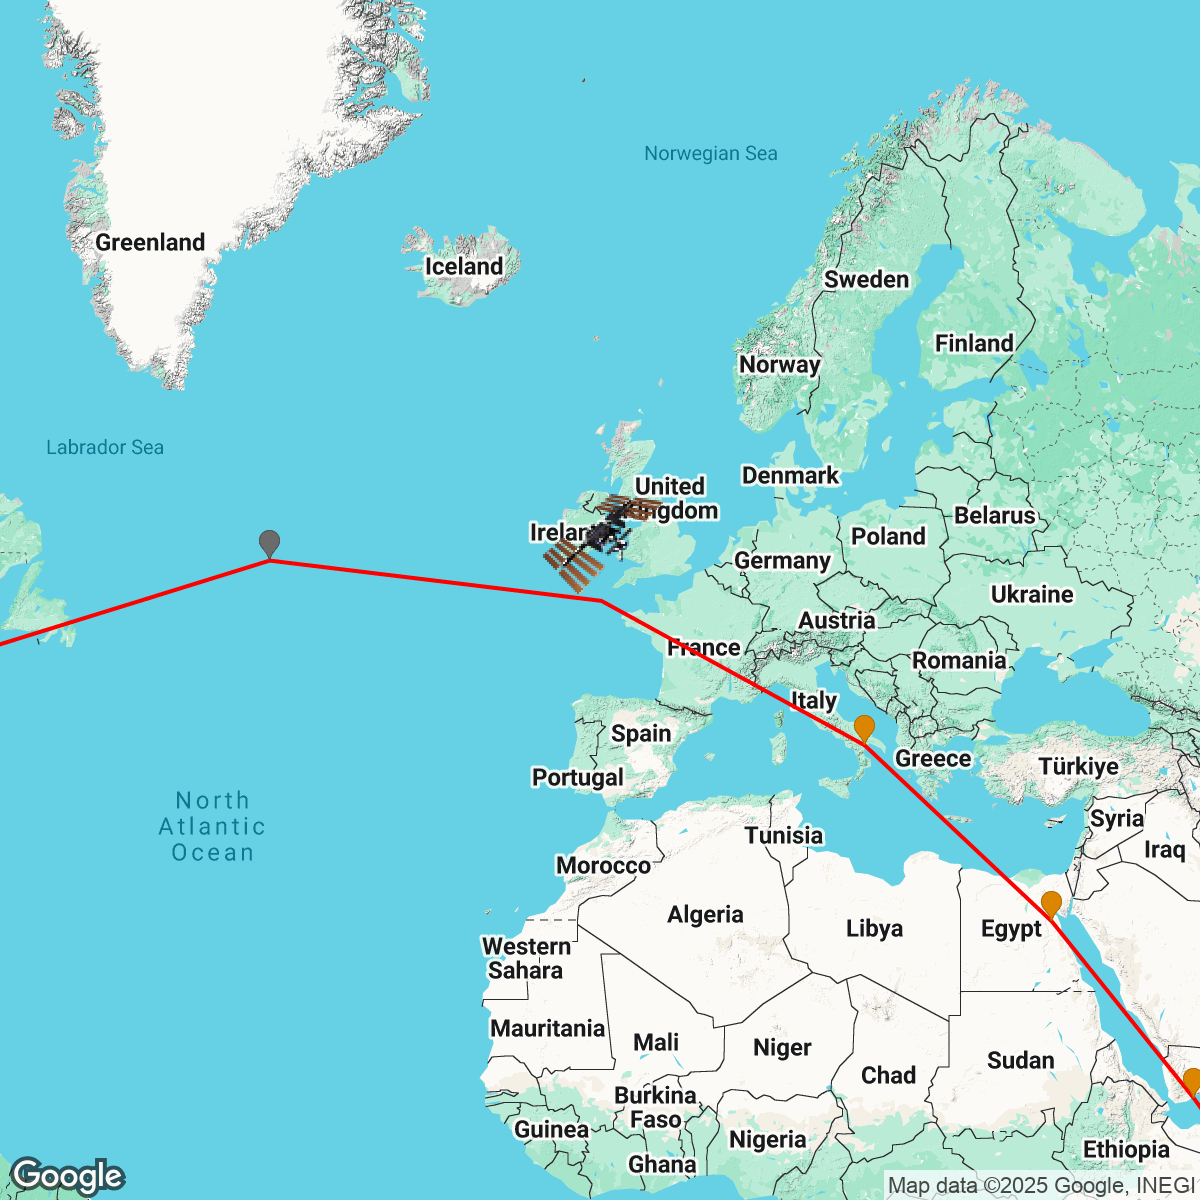 Norwegian Sea
Greenland
Iceland
Sweden
Finland
Norway
Labrador Sea
Denmark
United
Kingdom
Belarus
Ireland
Poland
Germany
Ukraine
Austria
France
Romania
Italy
Spain
Greece
Türkiye
Portugal
North
Atlantic
Ocean
Syria
Tunisia
Iraq
Morocco
Algeria
Libya
Egypt
Western
Sahara
Mauritania
Mali
Niger
Sudan
Chad
Burkina
Faso
Guinea
Nigeria
Ethiopia
Ghana
Google
Map data ©2025 Google, INEGI